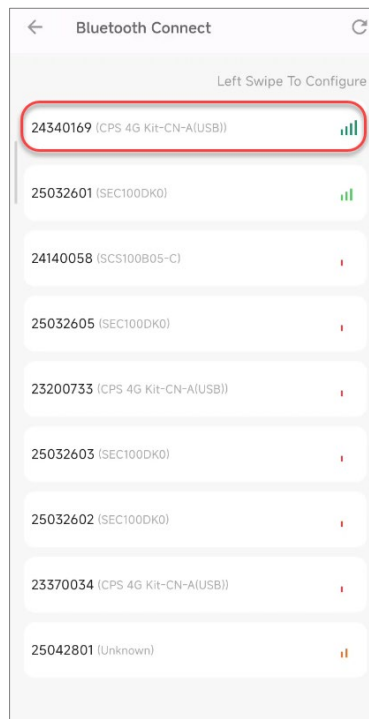 Bluetooth Connect
Left Swipe To Configure
24340169 (CPS 4G Kit-CN-A(USB))
25032601 (SEC100DK0)
24140058 (SCS100B05-C)
25032605 (SEC100DK0)
23200733 (CPS 4G Kit-CN-A(USB))
25032603 (SEC100DK0)
25032602 (SEC100DK0)
23370034 (CPS 4G Kit-CN-A(USB))
25042801 (Unknown)